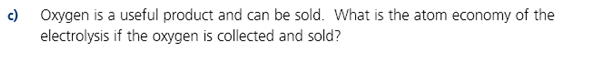 c) Oxygen is a useful product and can be sold. What is the atom economy of the
electrolysis if the oxygen is collected and sold?